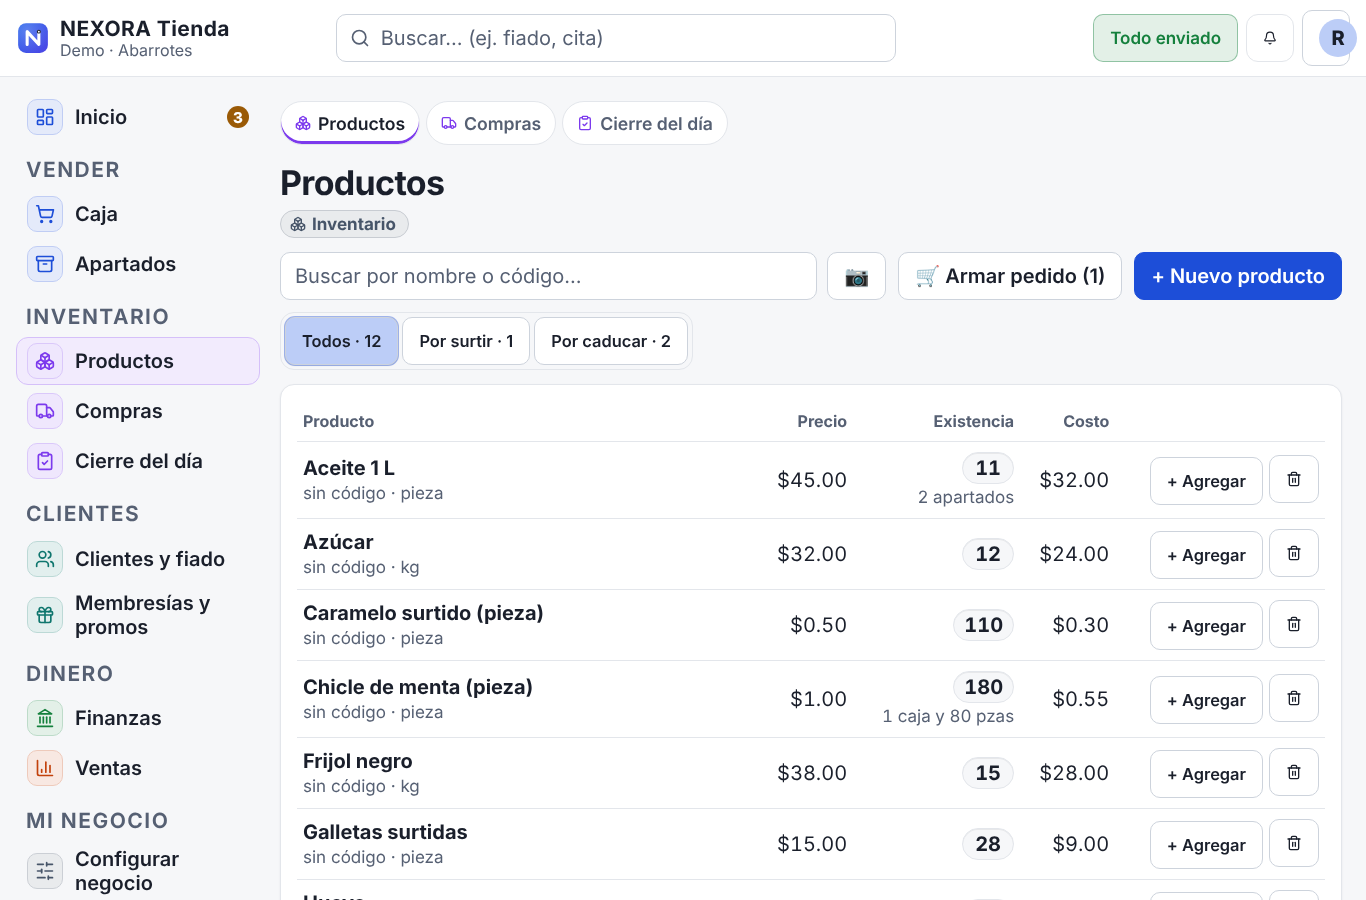 NEXORA Tienda
Demo · Abarrotes
Buscar... (ej. fiado, cita)
Todo enviado
R
Inicio
3
VENDER
Caja
Apartados
INVENTARIO
Productos
Compras
Cierre del día
CLIENTES
Clientes y fiado
Membresías y
promos
DINERO
Finanzas
Ventas
MI NEGOCIO
Configurar
negocio
Productos
Compras
Cierre del día
Productos
Inventario
Buscar por nombre o código...
Armar pedido (1)
+ Nuevo producto
Todos · 12
Por surtir · 1
Por caducar · 2
Producto Precio Existencia Costo
Aceite 1 L
sin código · pieza
$45.00
11
2 apartados
$32.00
+ Agregar
Azúcar
sin código · kg
$32.00
12
$24.00
+ Agregar
Caramelo surtido (pieza)
sin código · pieza
$0.50
110
$0.30
+ Agregar
Chicle de menta (pieza)
sin código · pieza
$1.00
180
1 caja y 80 pzas
$0.55
+ Agregar
Frijol negro
sin código · kg
$38.00
15
$28.00
+ Agregar
Galletas surtidas
sin código · pieza
$15.00
28
$9.00
+ Agregar